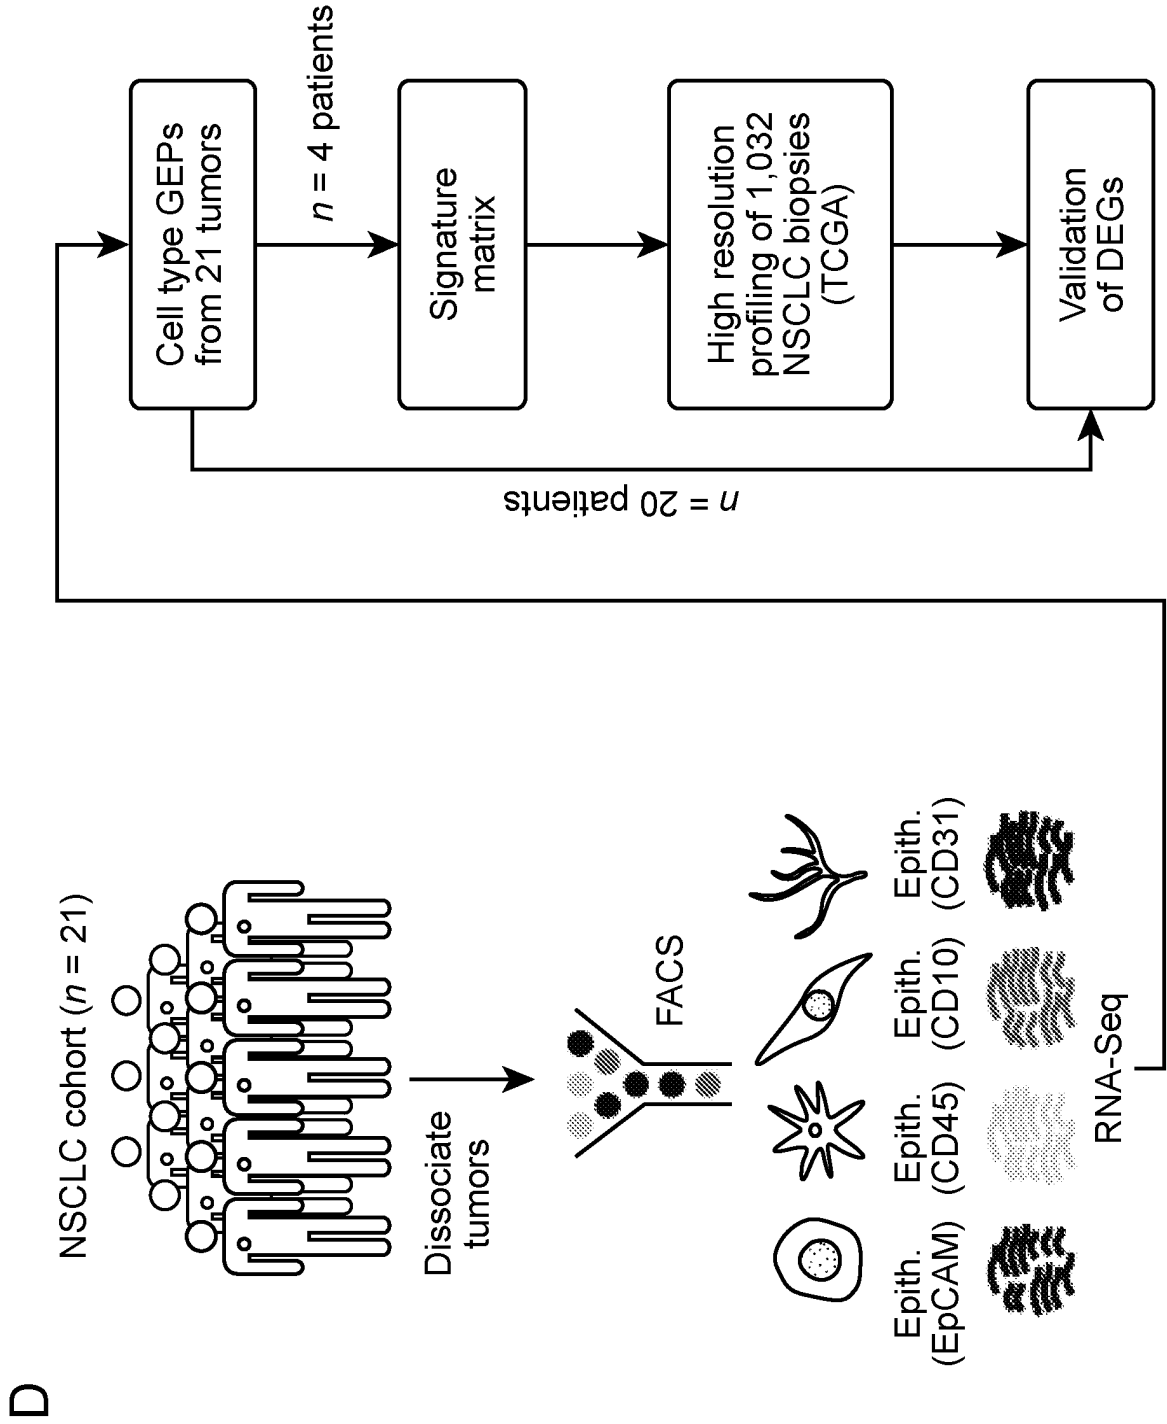 D
NSCLC cohort (n = 21)
Dissociate
tumors
FACS
Epith.
(EpCAM)
Epith.
(CD45)
Epith.
(CD10)
Epith.
(CD31)
RNA-Seq
Cell type GEPs
from 21 tumors
n = 4 patients
Signature
matrix
High resolution
profiling of 1,032
NSCLC biopsies
(TCGA)
n = 20 patients
Validation
of DEGs